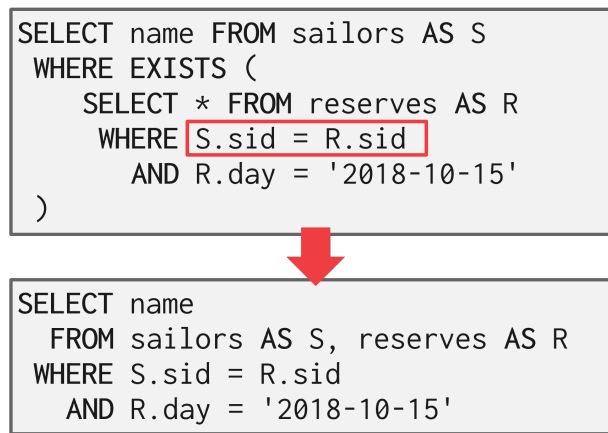 SELECT name FROM sailors AS S
WHERE EXISTS (
SELECT * FROM reserves AS R
WHERE S.sid = R.sid
AND R.day = '2018-10-15'
)
SELECT name
FROM sailors AS S, reserves AS R
WHERE S.sid = R.sid
AND R.day = '2018-10-15'